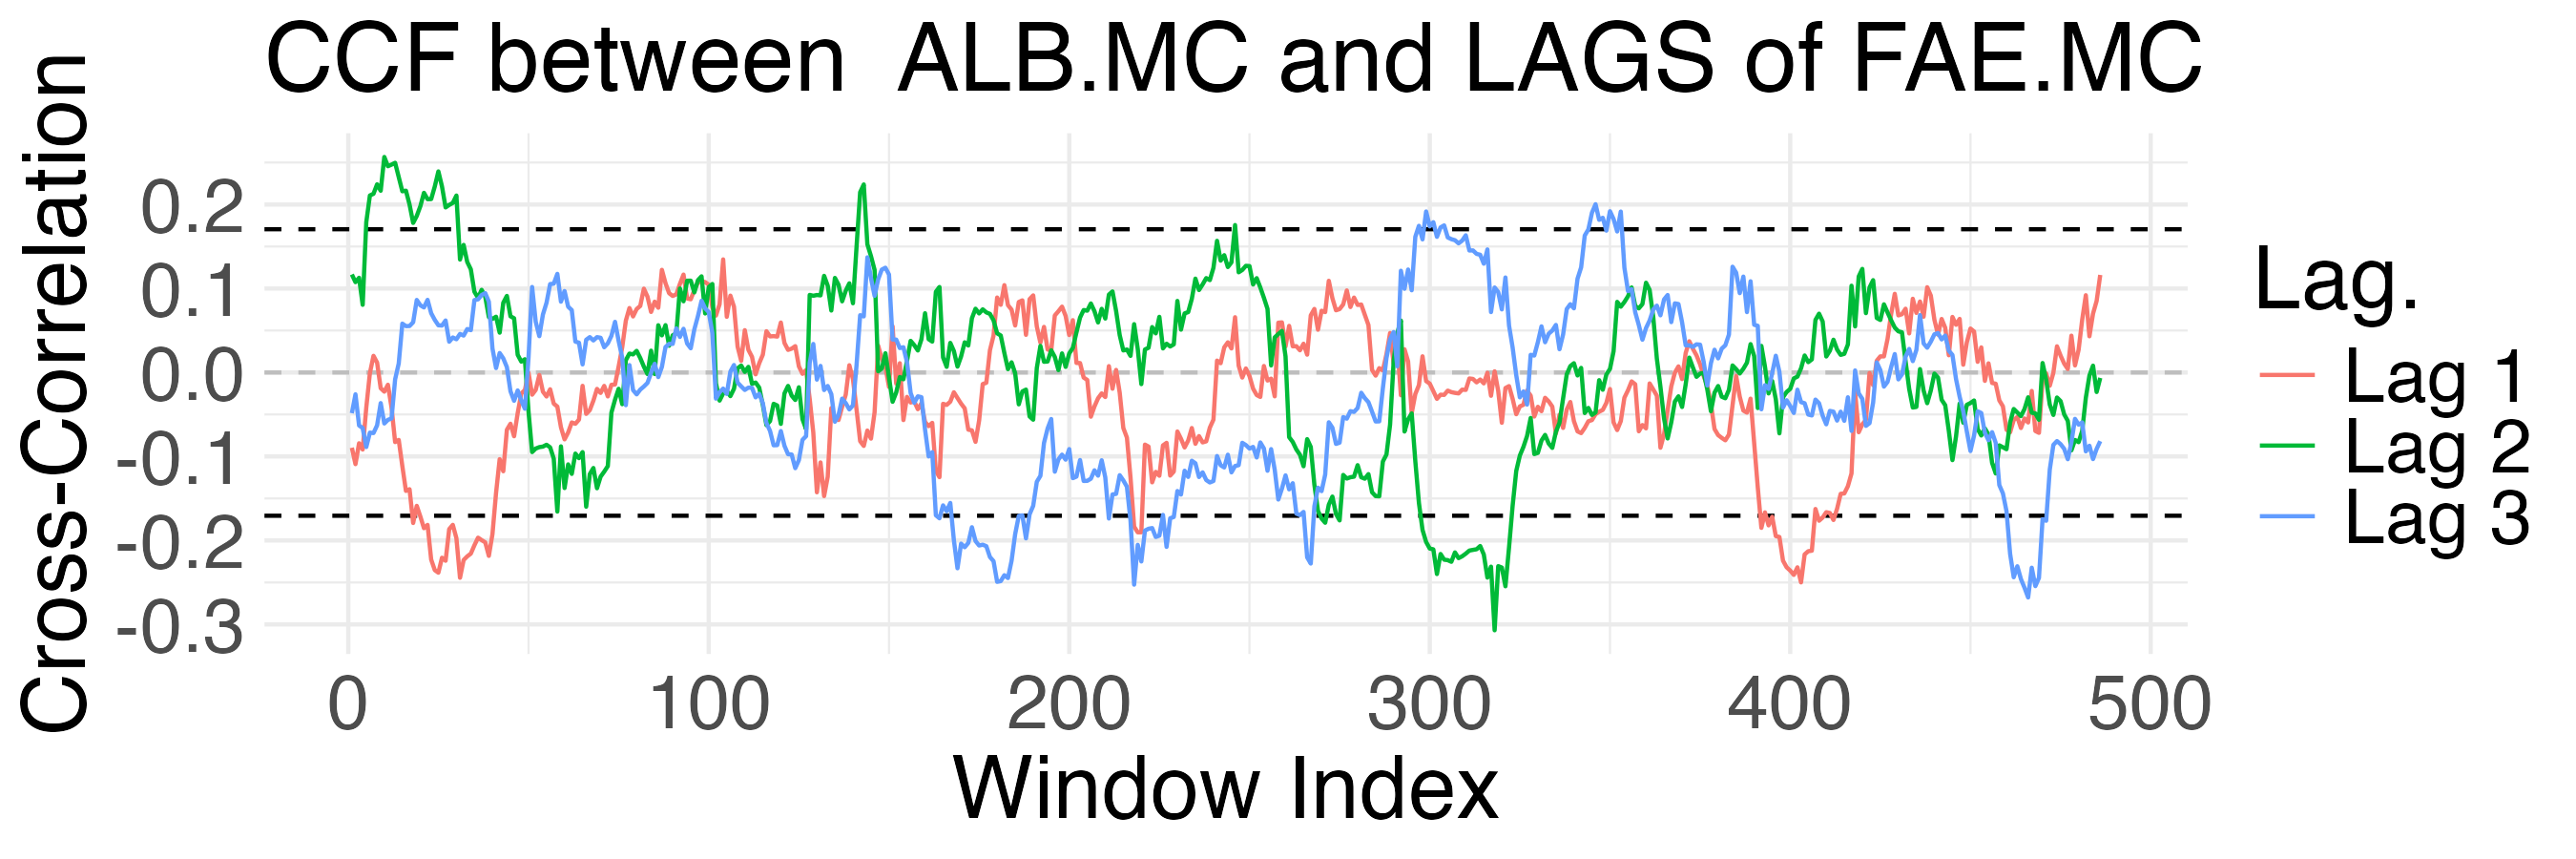 CCF between  ALB.MC and LAGS of FAE.MC
Cross-Correlation
0.2
0.1
0.0
-0.1
-0.2
-0.3
0 100 200 300 400 500
Window Index
Lag.
Lag 1
Lag 2
Lag 3